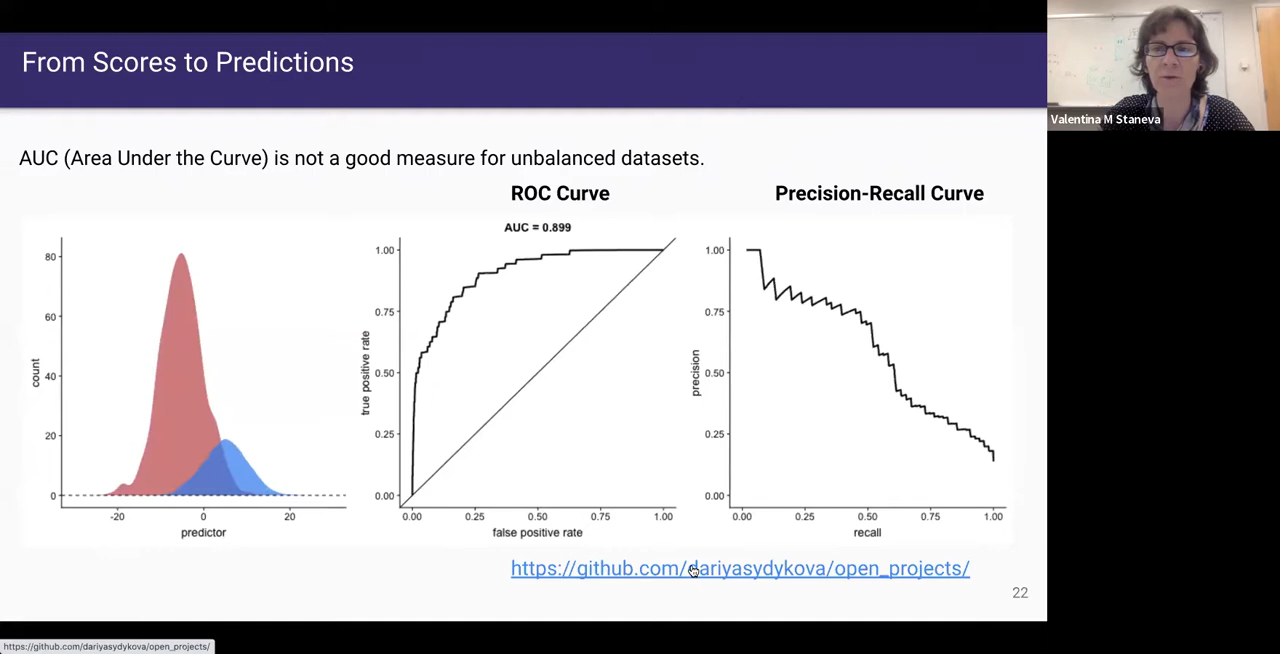 From Scores to Predictions
Valentina M Staneva
AUC (Area Under the Curve) is not a good measure for unbalanced datasets.
ROC Curve
Precision-Recall Curve
AUC = 0.899
80
60
40
20
0
count
-20
0
20
predictor
1.00
0.75
0.50
0.25
0.00
true positive rate
0.00
0.25
0.50
0.75
1.00
false positive rate
1.00
0.75
0.50
0.25
0.00
precision
0.00
0.25
0.50
0.75
1.00
recall
https://github.com/dariyasydykova/open_projects/
22
https://github.com/dariyasydykova/open_projects/